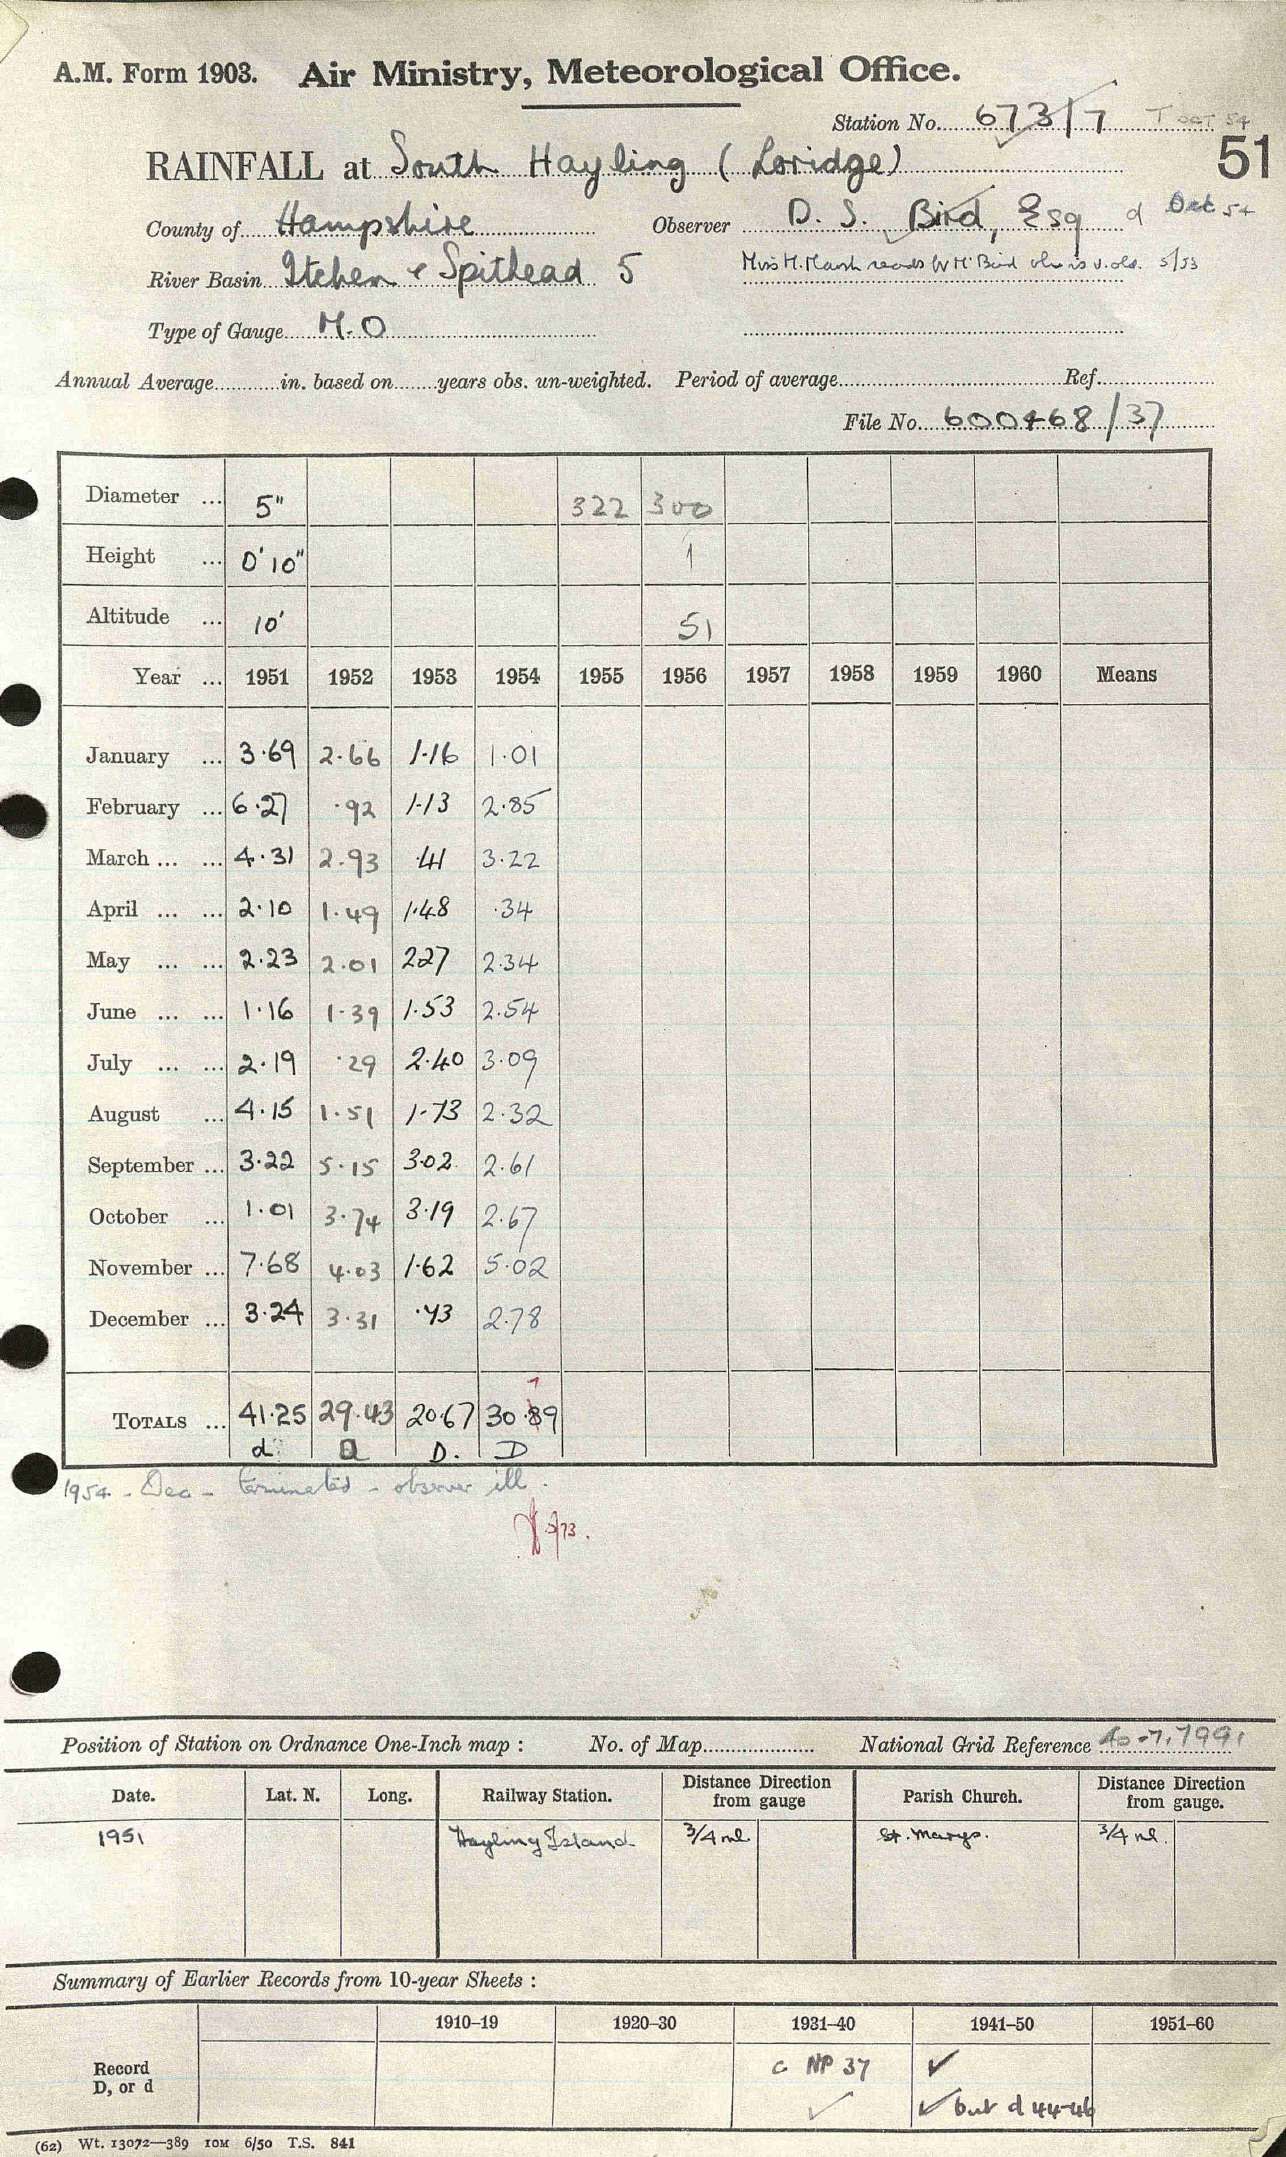 A.M. Form 1903. Air Ministry, Meteorological Office.
Station No. 673/7 T OCT 54
51
RAINFALL at South Hayling (Loridge)
County of Hampshire Observer D. S. Bird, Esq d Oct 54
River Basin Itchen & Spithead 5 Miss M. Marsh reads for Mr Bird who is v. old. 5/53
Type of Gauge M.O
Annual Average in. based on years obs. un-weighted. Period of average Ref.
File No. 600468/37
Diameter ... 5" 322 300
Height ... 0' 10" 1
Altitude ... 10' 51
Year ... 1951 1952 1953 1954 1955 1956 1957 1958 1959 1960 Means
January ... 3.69 2.66 1.16 1.01
February ... 6.27 .92 1.13 2.85
March ... ... 4.31 2.93 .41 3.22
April ... ... 2.10 1.49 1.48 .34
May ... ... 2.23 2.01 2.27 2.34
June ... ... 1.16 1.39 1.53 2.54
July ... ... 2.19 .29 2.40 3.09
August ... 4.15 1.51 1.73 2.32
September ... 3.22 5.15 3.02 2.61
October ... 1.01 3.74 3.19 2.67
November ... 7.68 4.03 1.62 5.02
December ... 3.24 3.31 .73 2.78
7
TOTALS ... 41.25 29.43 20.67 30.89
d D. D
1954 - Dec - terminated - observer ill.
Position of Station on Ordnance One-Inch map : No. of Map National Grid Reference
Date. Lat. N. Long. Railway Station. Distance Direction from gauge Parish Church. Distance Direction from gauge.
1951 Hayling Island 3/4 ml. St. Marys. 3/4 ml.
Summary of Earlier Records from 10-year Sheets :
1910–19 1920–30 1931–40 1941–50 1951–60
Record D, or d c NP 37 ✓
✓ ✓ but d 44-46
(62) Wt. 13072—389 10M 6/50 T.S. 841